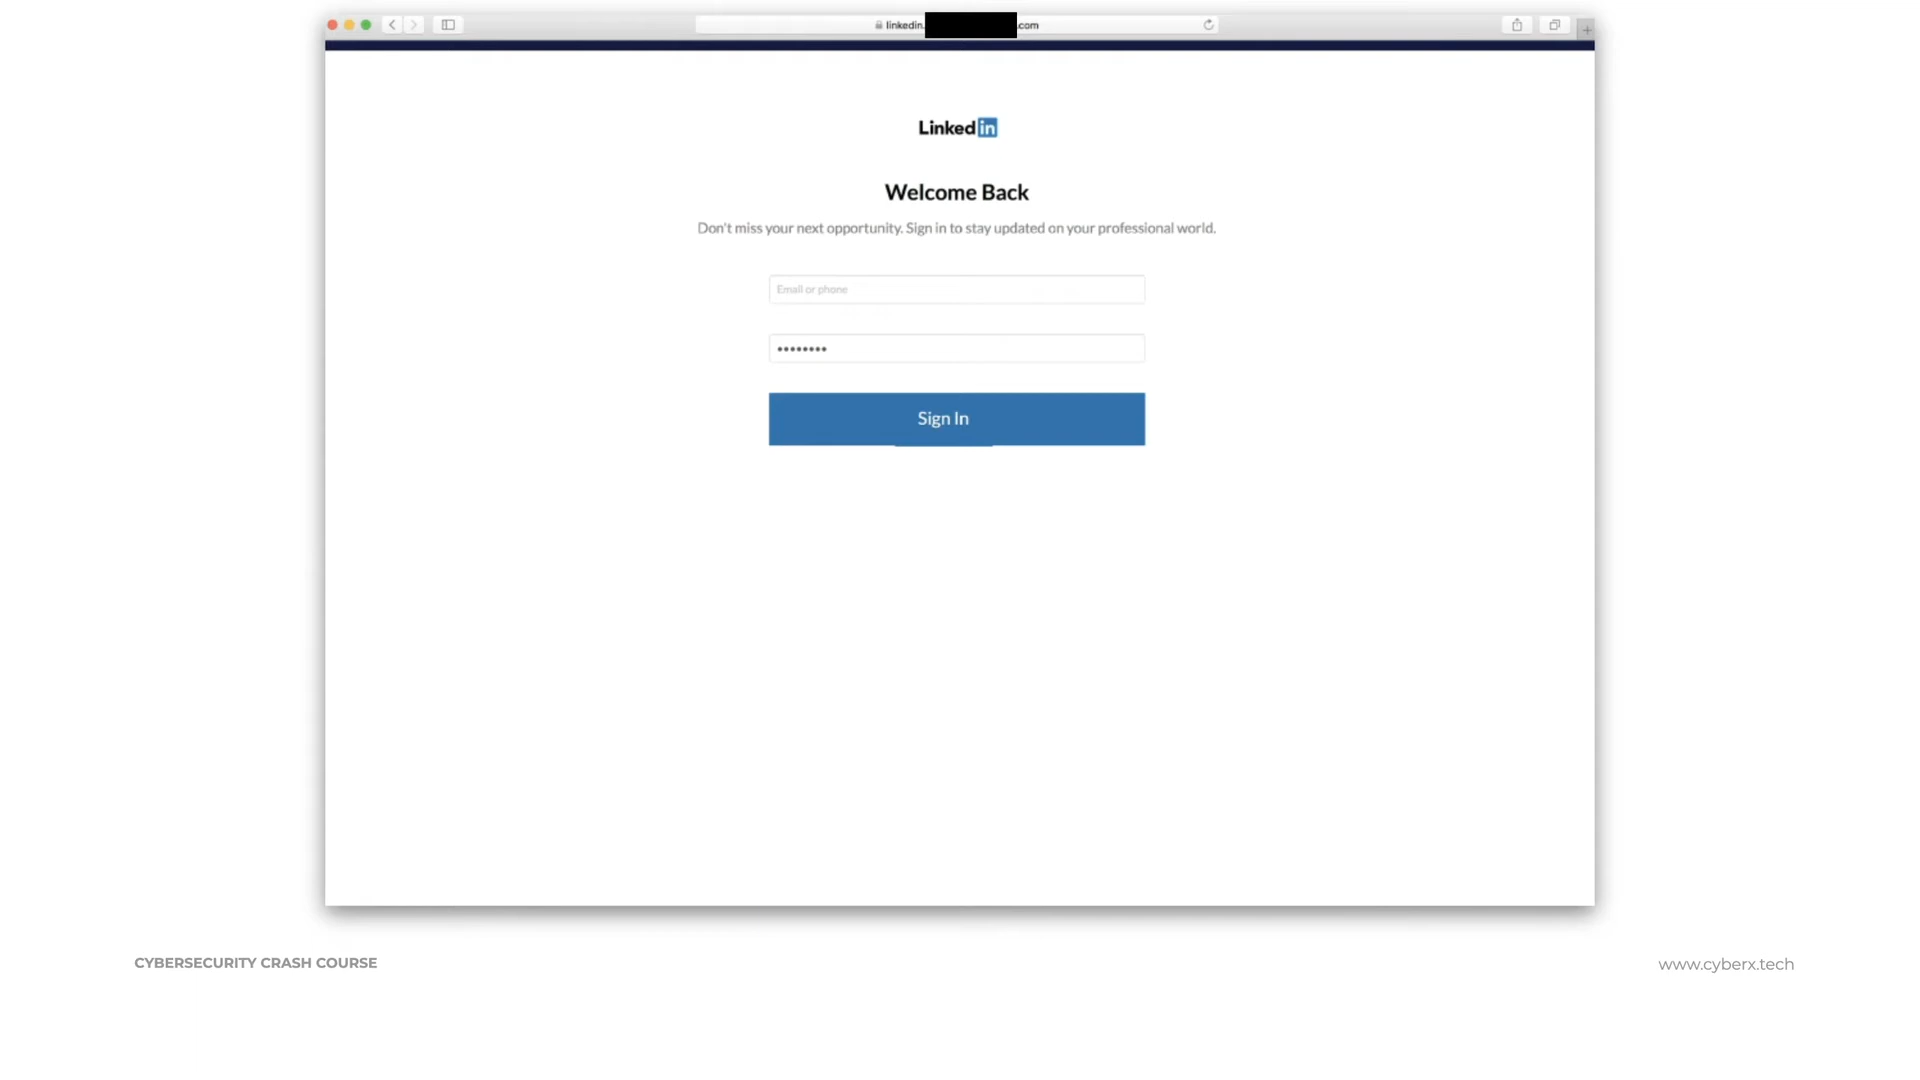 linkedin. .com
Linkedin
Welcome Back
Don't miss your next opportunity. Sign in to stay updated on your professional world.
Email or phone
••••••••
Sign In
CYBERSECURITY CRASH COURSE
www.cyberx.tech